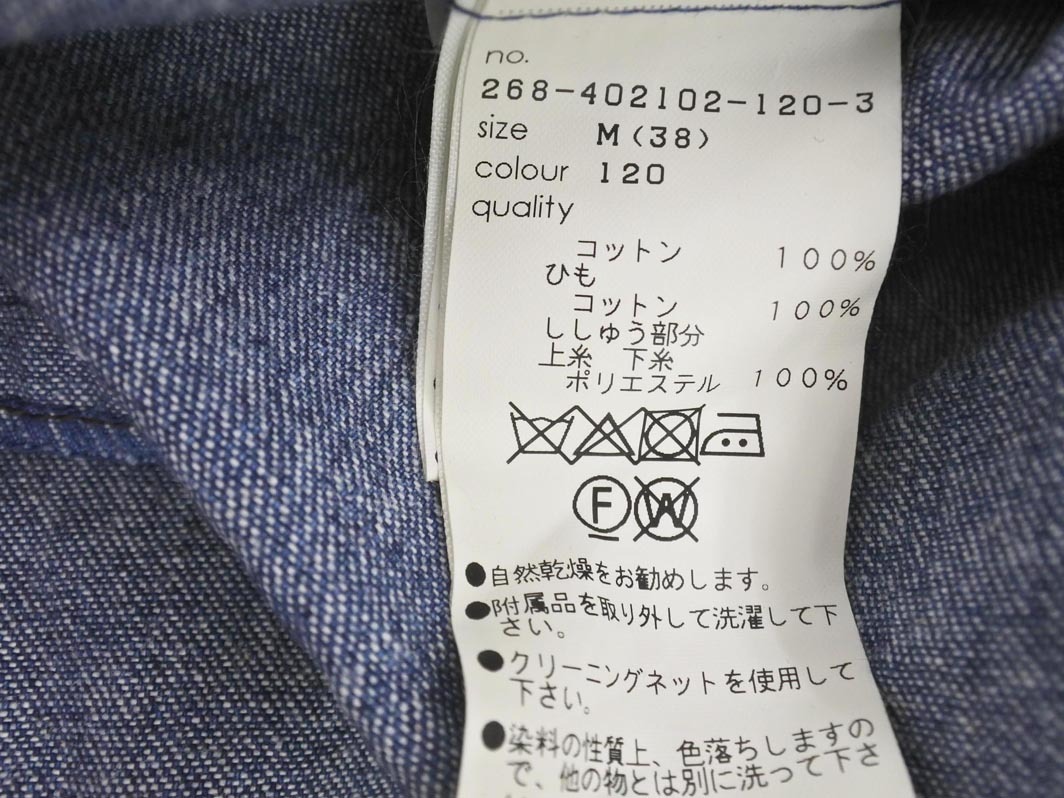 no.
268-402102-120-3
size M(38)
colour 120
quality
コットン 100%
ひも
コットン 100%
ししゅう部分
上糸 下糸
ポリエステル 100%
F W
●自然乾燥をお勧めします。
●附属品を取り外して洗濯して下
さい。
●クリーニングネットを使用して
下さい。
●染料の性質上、色落ちしますの
で、他の物とは別に洗って下さ